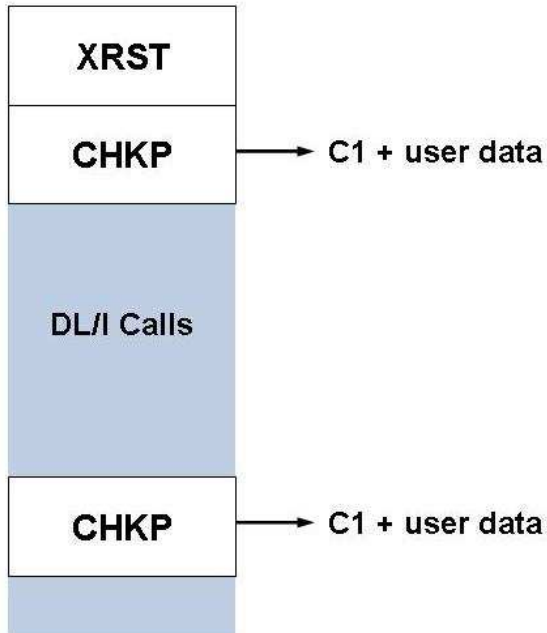 XRST
CHKP
C1 + user data
DL/I Calls
CHKP
C1 + user data